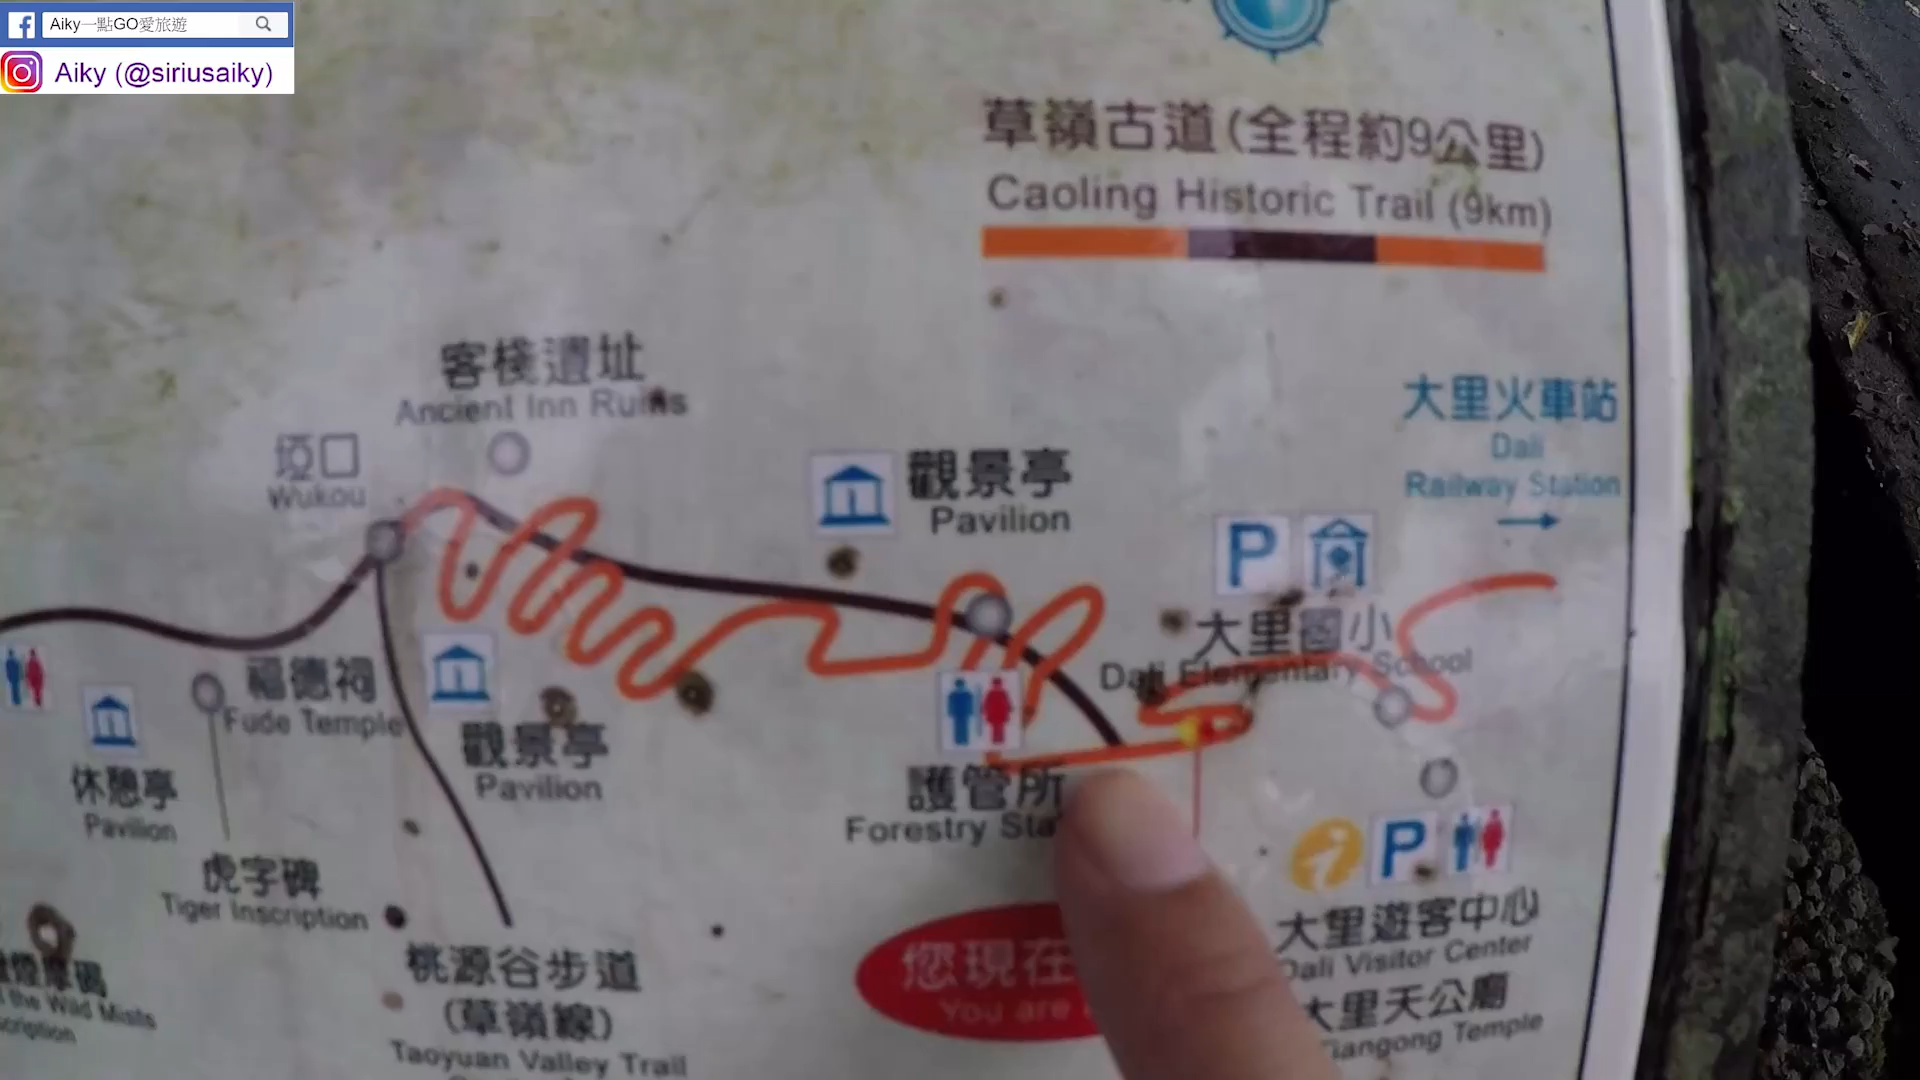 Aiky一點GO愛旅遊
Aiky (@siriusaiky)
草嶺古道(全程約9公里)
Caoling Historic Trail (9km)
客棧遺址
Ancient Inn Ruins
埡口
Wukou
觀景亭
Pavilion
大里火車站
Dali
Railway Station
P
大里國小
Dali Elementary School
福德祠
Fude Temple
觀景亭
Pavilion
休憩亭
Pavilion
護管所
Forestry Sta
虎字碑
Tiger Inscription
P
大里遊客中心
Dali Visitor Center
大里天公廟
Tiangong Temple
您現在
You are
the Wild Mists
桃源谷步道
(草嶺線)
Taoyuan Valley Trail